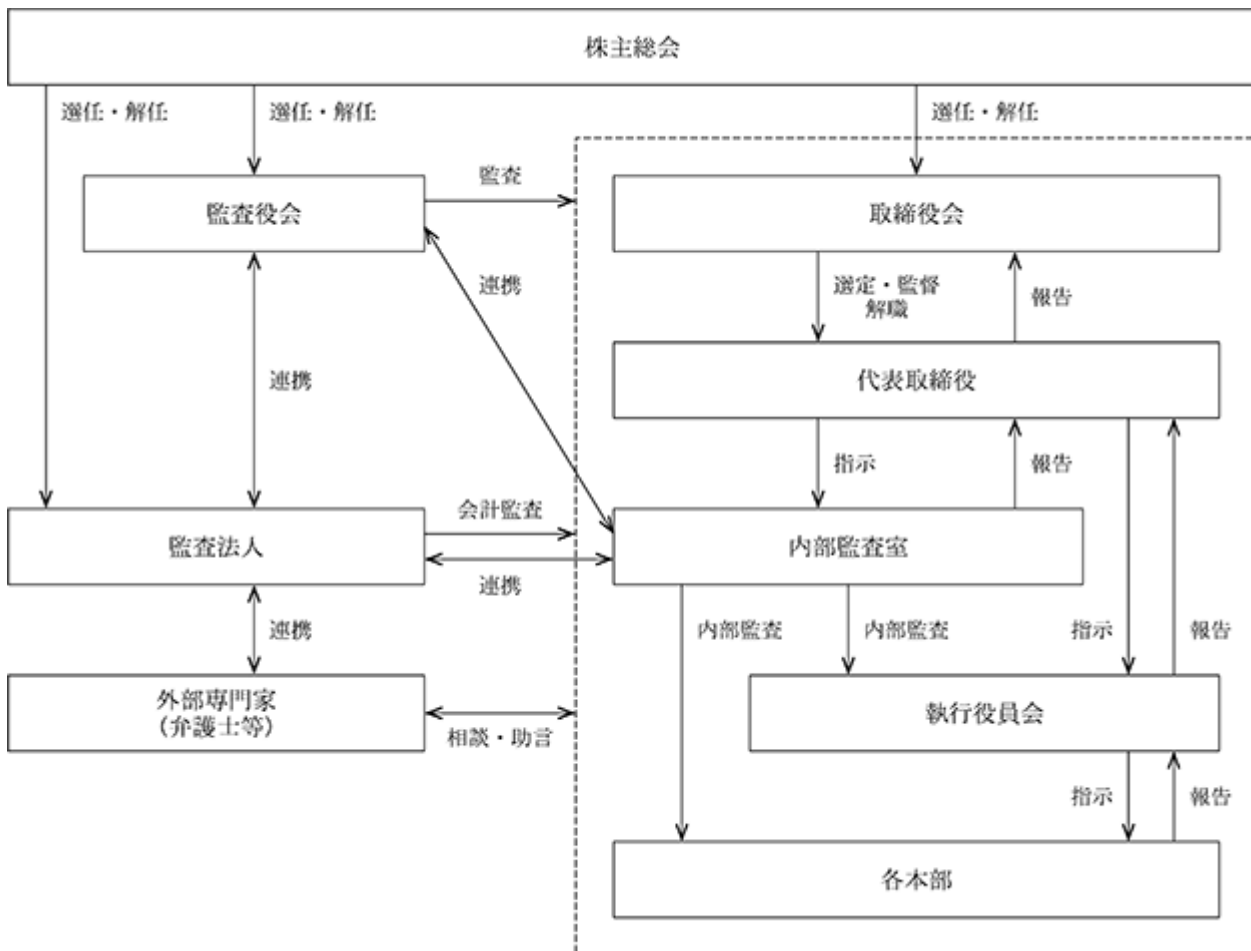 株主総会
選任・解任
選任・解任
選任・解任
監査役会
監査
取締役会
連携
選定・監督
解職
報告
代表取締役
連携
指示
報告
監査法人
会計監査
連携
内部監査室
連携
内部監査
内部監査
指示
報告
外部専門家
（弁護士等）
相談・助言
執行役員会
指示
報告
各本部